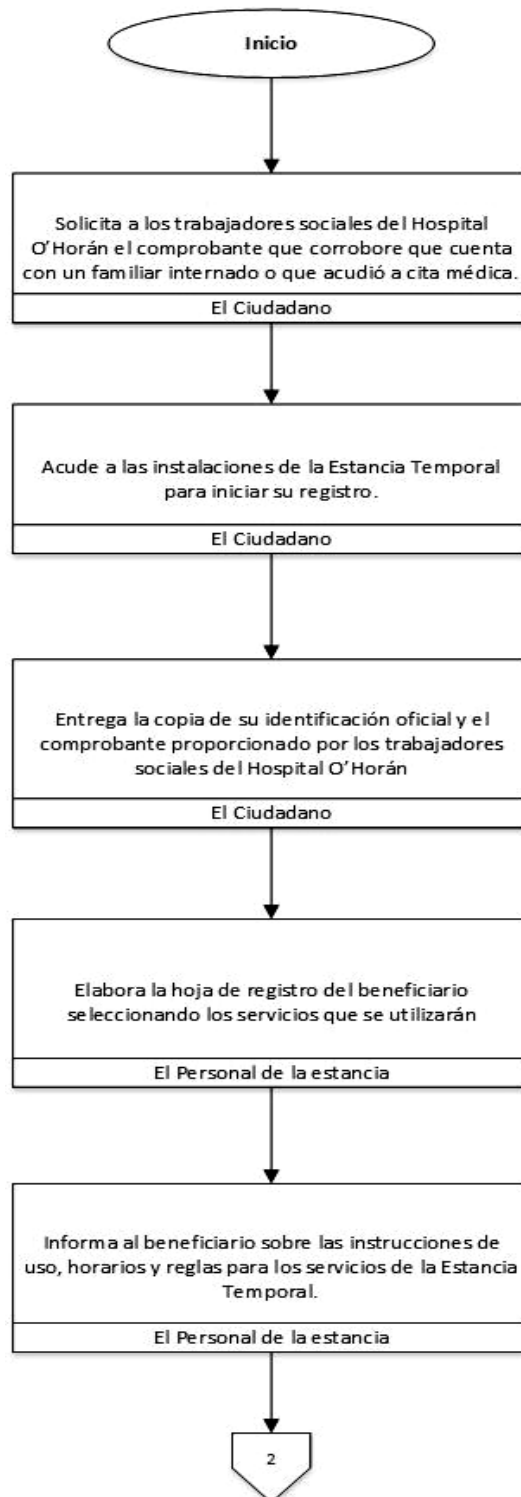 Inicio
Solicita a los trabajadores sociales del Hospital
O'Horán el comprobante que corrobore que cuenta
con un familiar internado o que acudió a cita médica.
El Ciudadano
Acude a las instalaciones de la Estancia Temporal
para iniciar su registro.
El Ciudadano
Entrega la copia de su identificación oficial y el
comprobante proporcionado por los trabajadores
sociales del Hospital O'Horán
El Ciudadano
Elabora la hoja de registro del beneficiario
seleccionando los servicios que se utilizarán
El Personal de la estancia
Informa al beneficiario sobre las instrucciones de
uso, horarios y reglas para los servicios de la Estancia
Temporal.
El Personal de la estancia
2